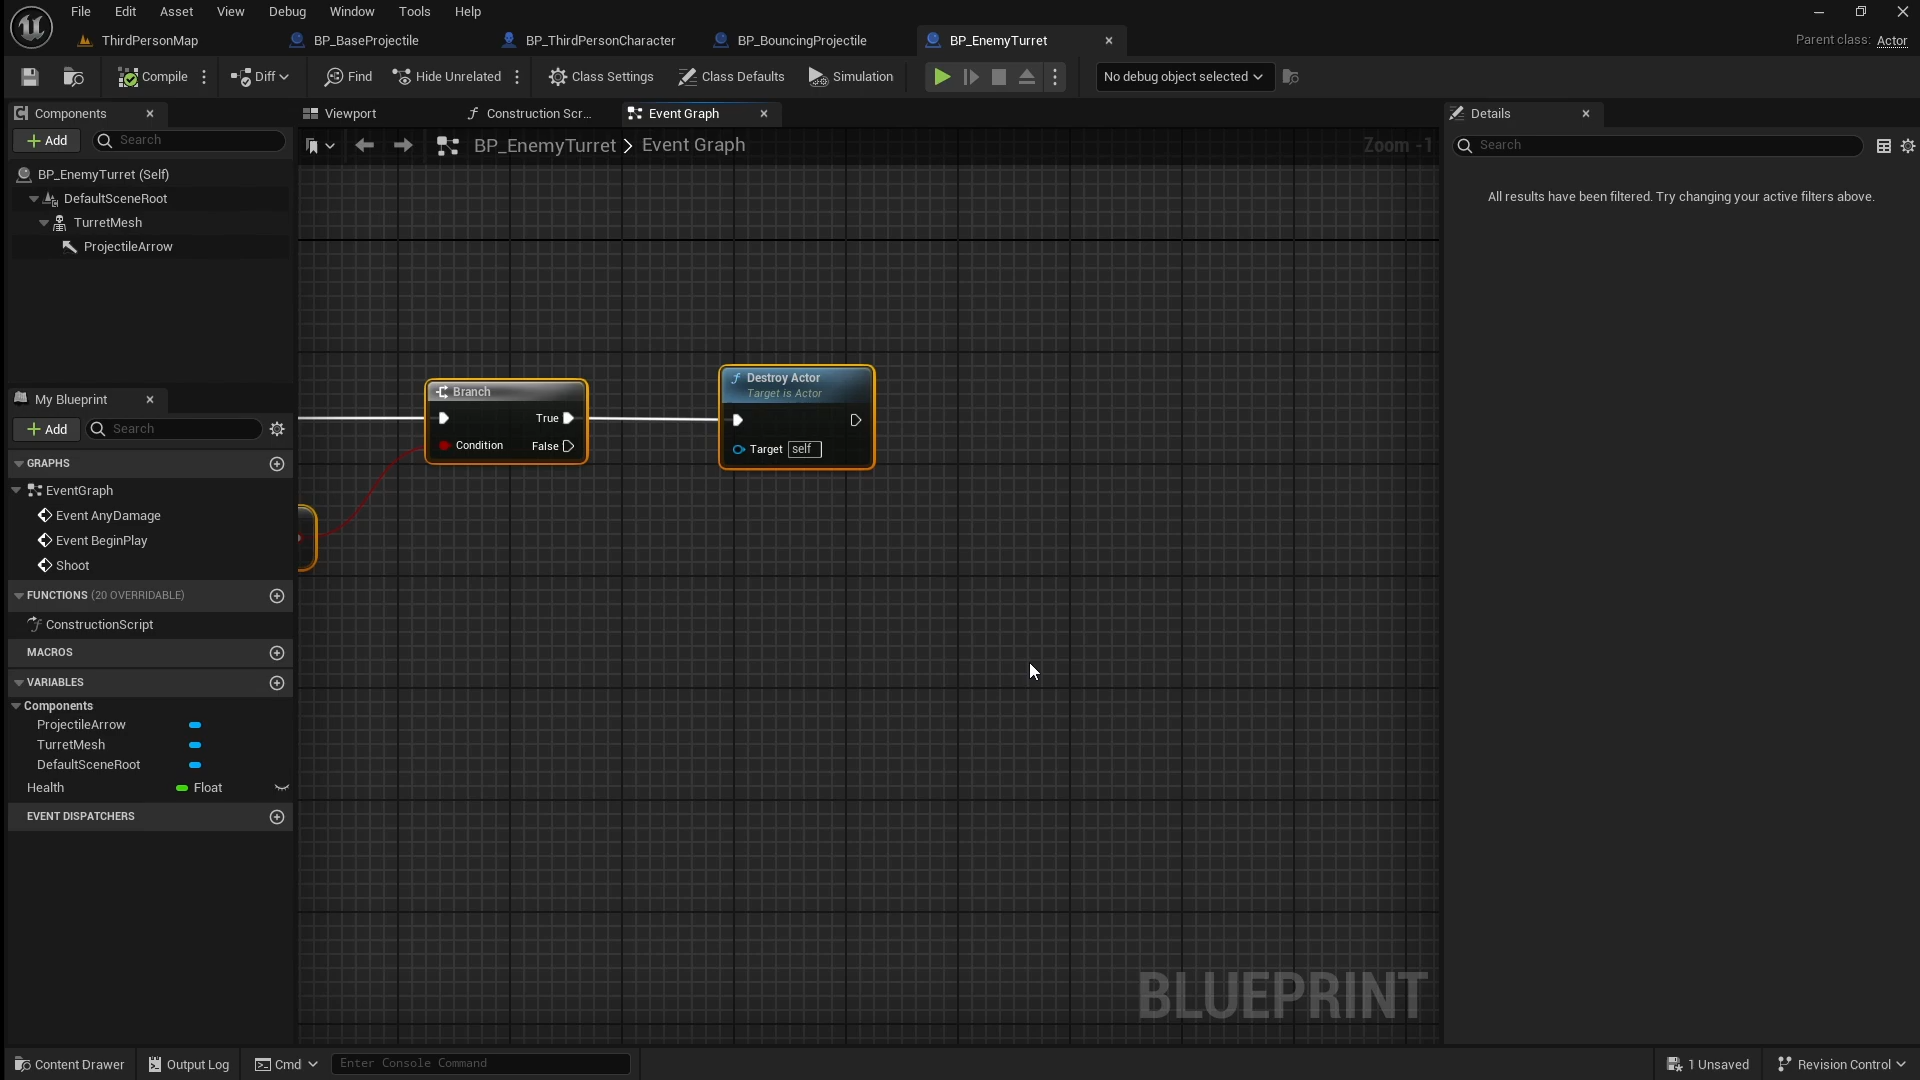 File Edit Asset View Debug Window Tools Help
ThirdPersonMap BP_BaseProjectile BP_ThirdPersonCharacter BP_BouncingProjectile BP_EnemyTurret Parent class: Actor
Compile Diff Find Hide Unrelated Class Settings Class Defaults Simulation No debug object selected
Components
Add Search
BP_EnemyTurret (Self)
DefaultSceneRoot
TurretMesh
ProjectileArrow
My Blueprint
Add Search
GRAPHS
EventGraph
Event AnyDamage
Event BeginPlay
Shoot
FUNCTIONS (20 OVERRIDABLE)
ConstructionScript
MACROS
VARIABLES
Components
ProjectileArrow
TurretMesh
DefaultSceneRoot
Health Float
EVENT DISPATCHERS
Viewport Construction Scr... Event Graph
BP_EnemyTurret > Event Graph Zoom -1
Branch
True
Condition False
Destroy Actor
Target is Actor
Target self
BLUEPRINT
Details
Search
All results have been filtered. Try changing your active filters above.
Content Drawer Output Log Cmd Enter Console Command 1 Unsaved Revision Control